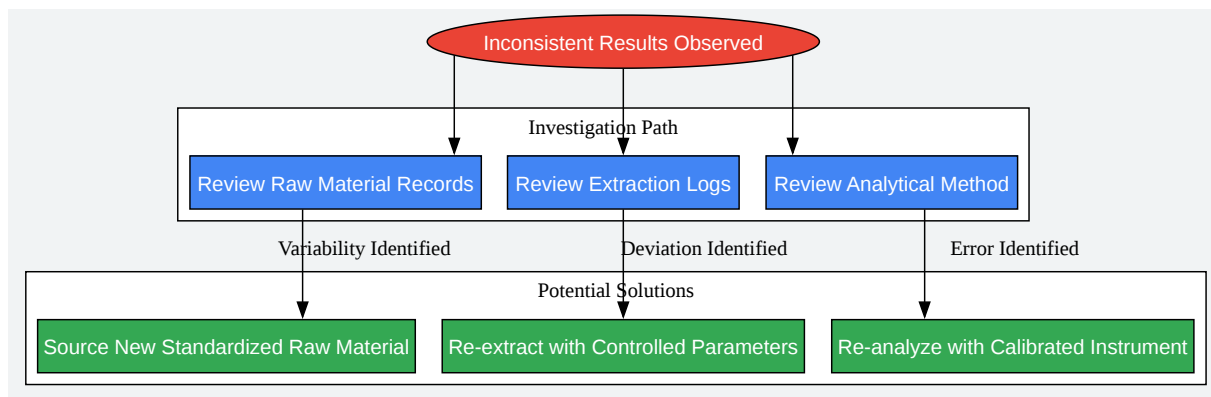 Inconsistent Results Observed
Investigation Path
Review Raw Material Records
Review Extraction Logs
Review Analytical Method
Variability Identified
Deviation Identified
Error Identified
Potential Solutions
Source New Standardized Raw Material
Re-extract with Controlled Parameters
Re-analyze with Calibrated Instrument